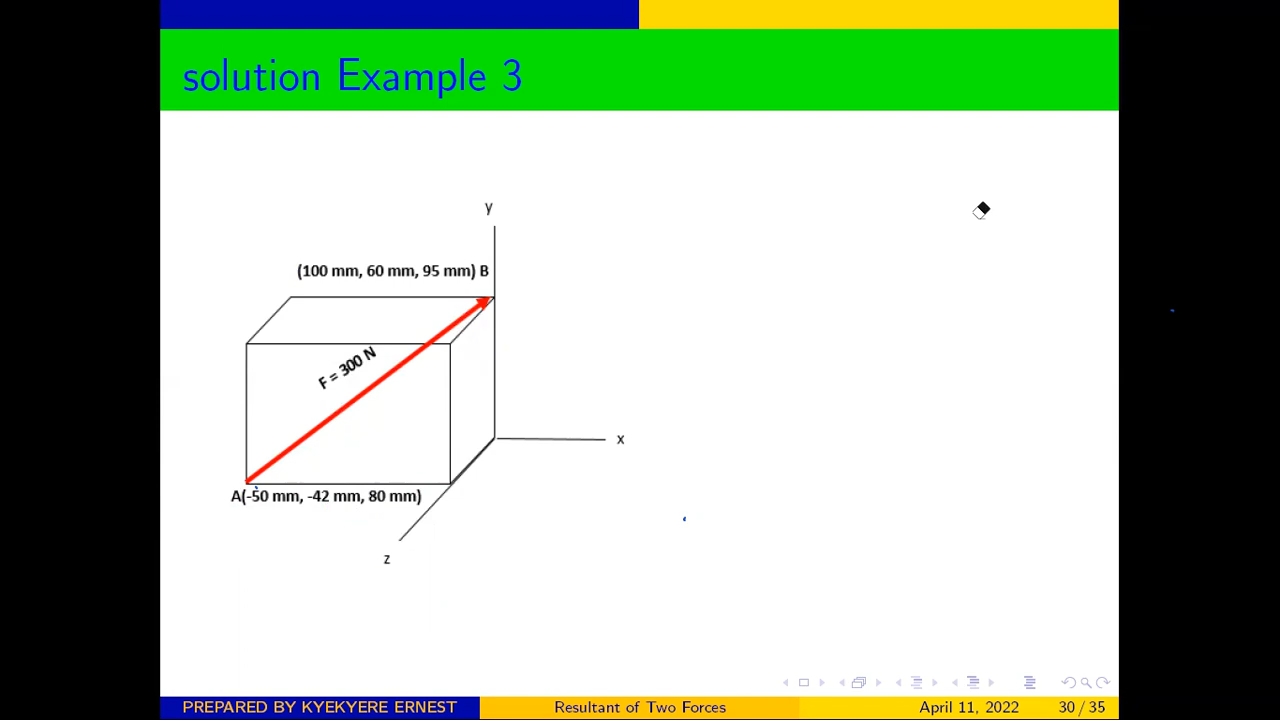 solution Example 3
y
(100 mm, 60 mm, 95 mm) B
F = 300 N
x
A(-50 mm, -42 mm, 80 mm)
z
PREPARED BY KYEKYERE ERNEST
Resultant of Two Forces
April 11, 2022
30 / 35